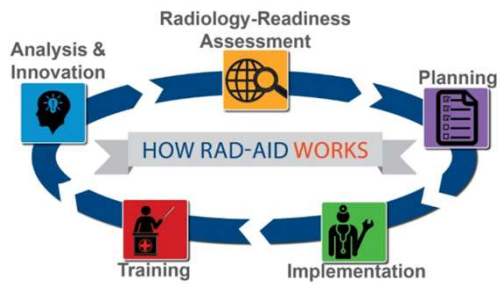 Radiology-Readiness
Assessment
Analysis &
Innovation
Planning
HOW RAD-AID WORKS
Training
Implementation